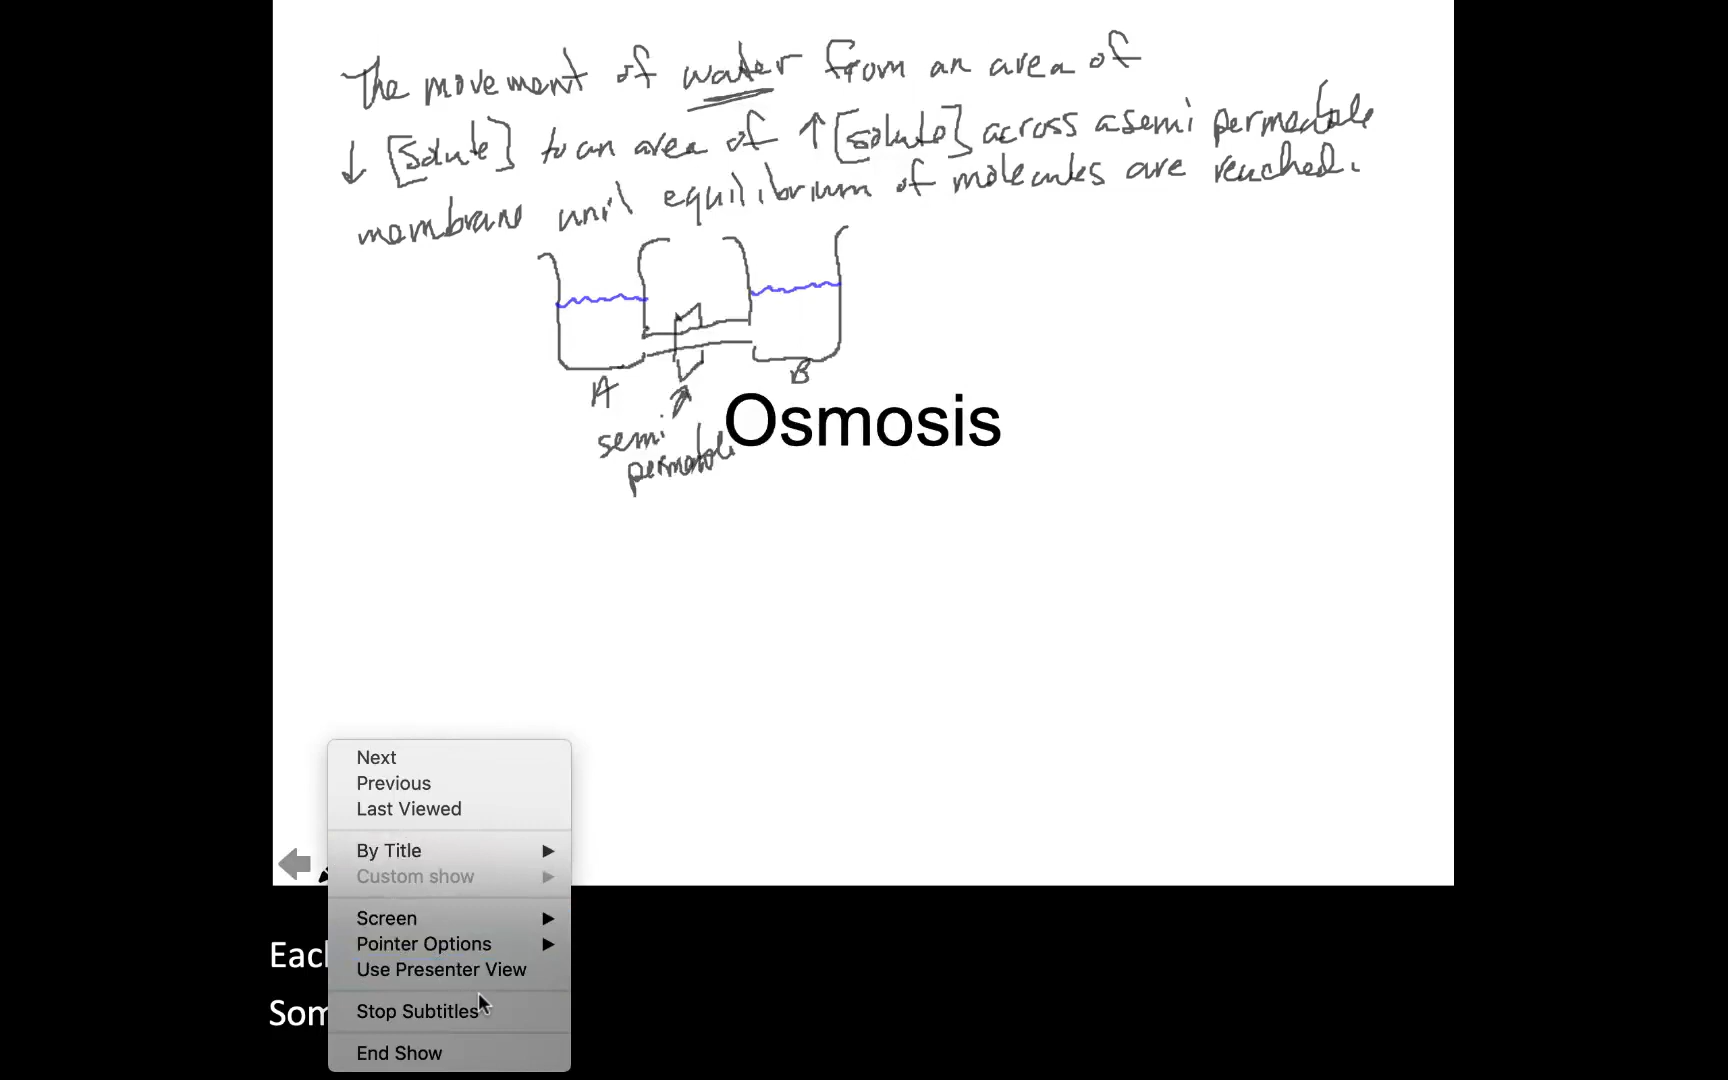 The movement of water from an area of
↓ [solute] to an area of ↑ [solute] across a semi permeable
membrane until equilibrium of molecules are reached.
A
B
semi
permeable
Osmosis
Next
Previous
Last Viewed
By Title
Custom show
Screen
Pointer Options
Use Presenter View
Stop Subtitles
End Show
Eac
Som